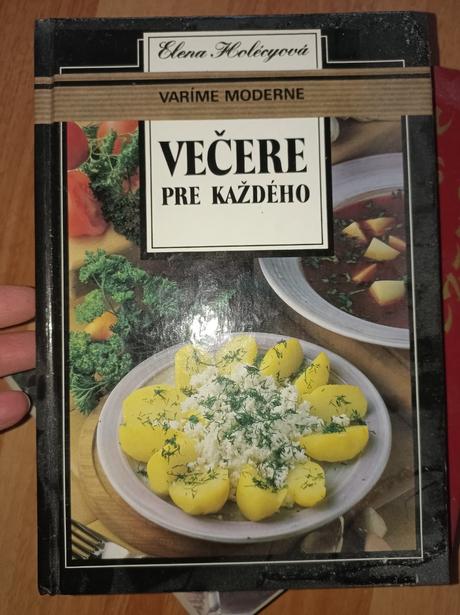 Elena Holécyová
VARÍME MODERNE
VEČERE
PRE KAŽDÉHO